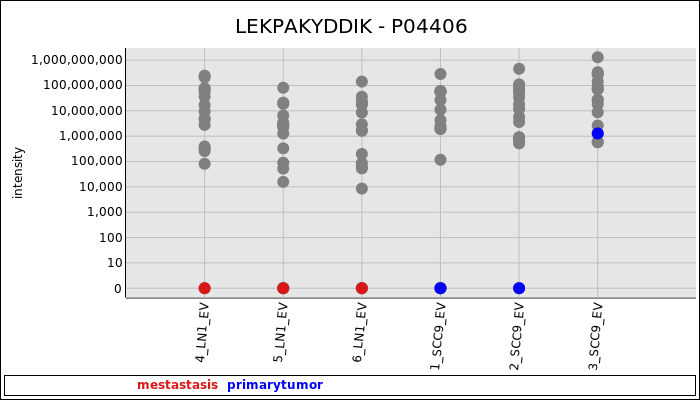 LEKPAKYDDIK - P04406
intensity
1,000,000,000
100,000,000
10,000,000
1,000,000
100,000
10,000
1,000
100
10
0
4_LN1_EV
5_LN1_EV
6_LN1_EV
1_SCC9_EV
2_SCC9_EV
3_SCC9_EV
mestastasis primarytumor